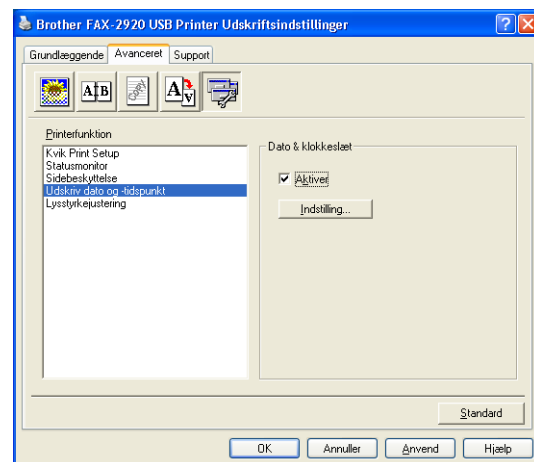 Brother FAX-2920 USB Printer Udskriftsindstillinger
Grundlæggende Avanceret Support
A B
A
Printerfunktion
Kvik Print Setup
Statusmonitor
Sidebeskyttelse
Udskriv dato og -tidspunkt
Lysstyrkejustering
Dato & klokkeslæt
Aktiver
Indstilling...
Standard
OK Annuller Anvend Hjælp